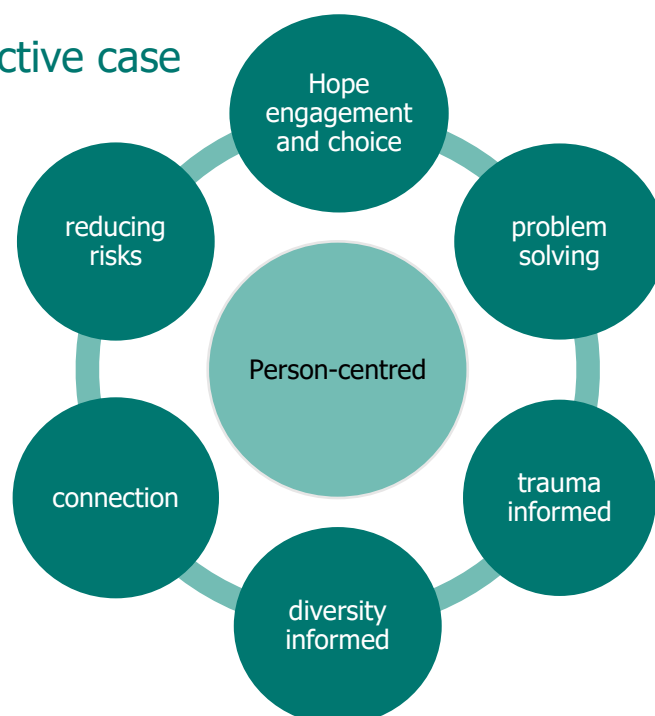 ctive case
Hope
engagement
and choice
reducing
risks
problem
solving
Person-centred
connection
trauma
informed
diversity
informed